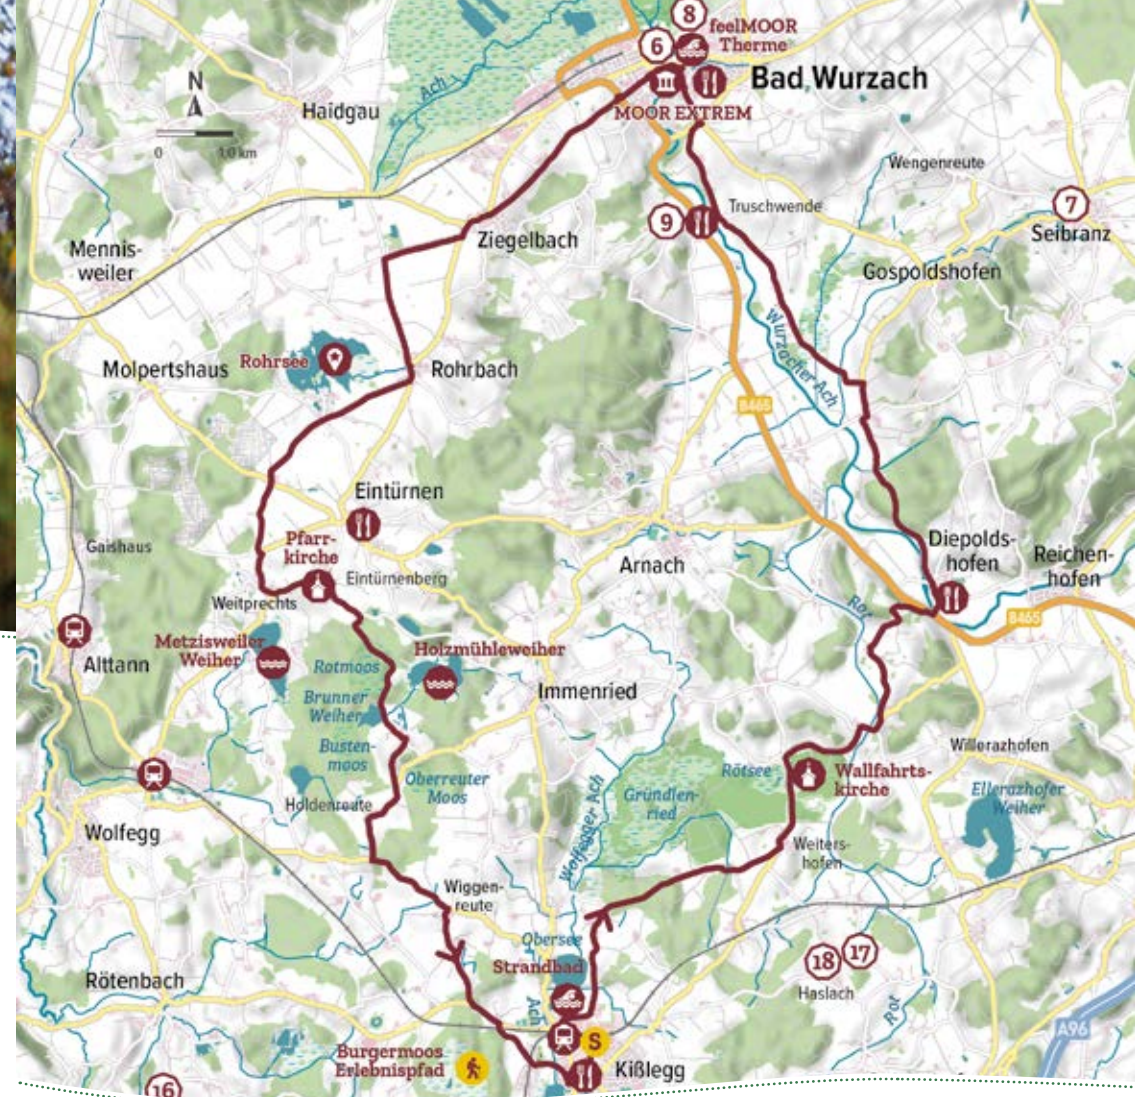 8
feelMOOR
Therme
6
Bad Wurzach
MOOR EXTREM
N
0
1,0 km
Haidgau
Ach
Wengenreute
7
Seibranz
9
Truschwende
Ziegelbach
Mennis-
weiler
Gospoldshofen
Wurzacher Ach
Molpertshaus
Rohrsee
Rohrbach
B465
Eintürnen
Pfarr-
kirche
Gaishaus
Eintürnenberg
Weitprechts
Arnach
Diepolds-
hofen
Reichen-
hofen
B465
Rot
Metzisweiler
Weiher
Alttann
Holzmühleweiher
Rotmoos
Immenried
Brunner
Weiher
Busten-
moos
Oberreuter
Moos
Holdenreute
Wolfegg
Wolfegger Ach
Gründlen-
ried
Rötsee
Wallfahrts-
kirche
Willerazhofen
Ellerazhofer
Weiher
Weiters-
hofen
Wiggen-
reute
Obersee
Strandbad
Rötenbach
18
17
Haslach
Rot
Ach
A96
S
Kißlegg
Burgermoos
Erlebnispfad
16